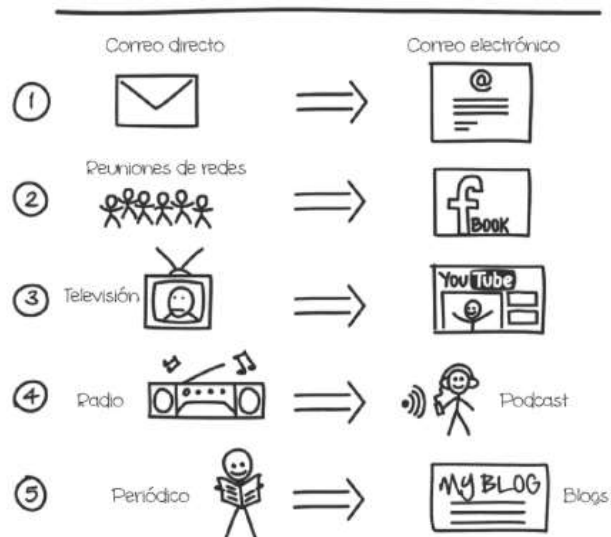 Correo directo
Correo electrónico
1
@
Reuniones de redes
2
f BOOK
3
Televisión
You Tube
4
Radio
Podcast
5
Periódico
MY BLOG
Blogs